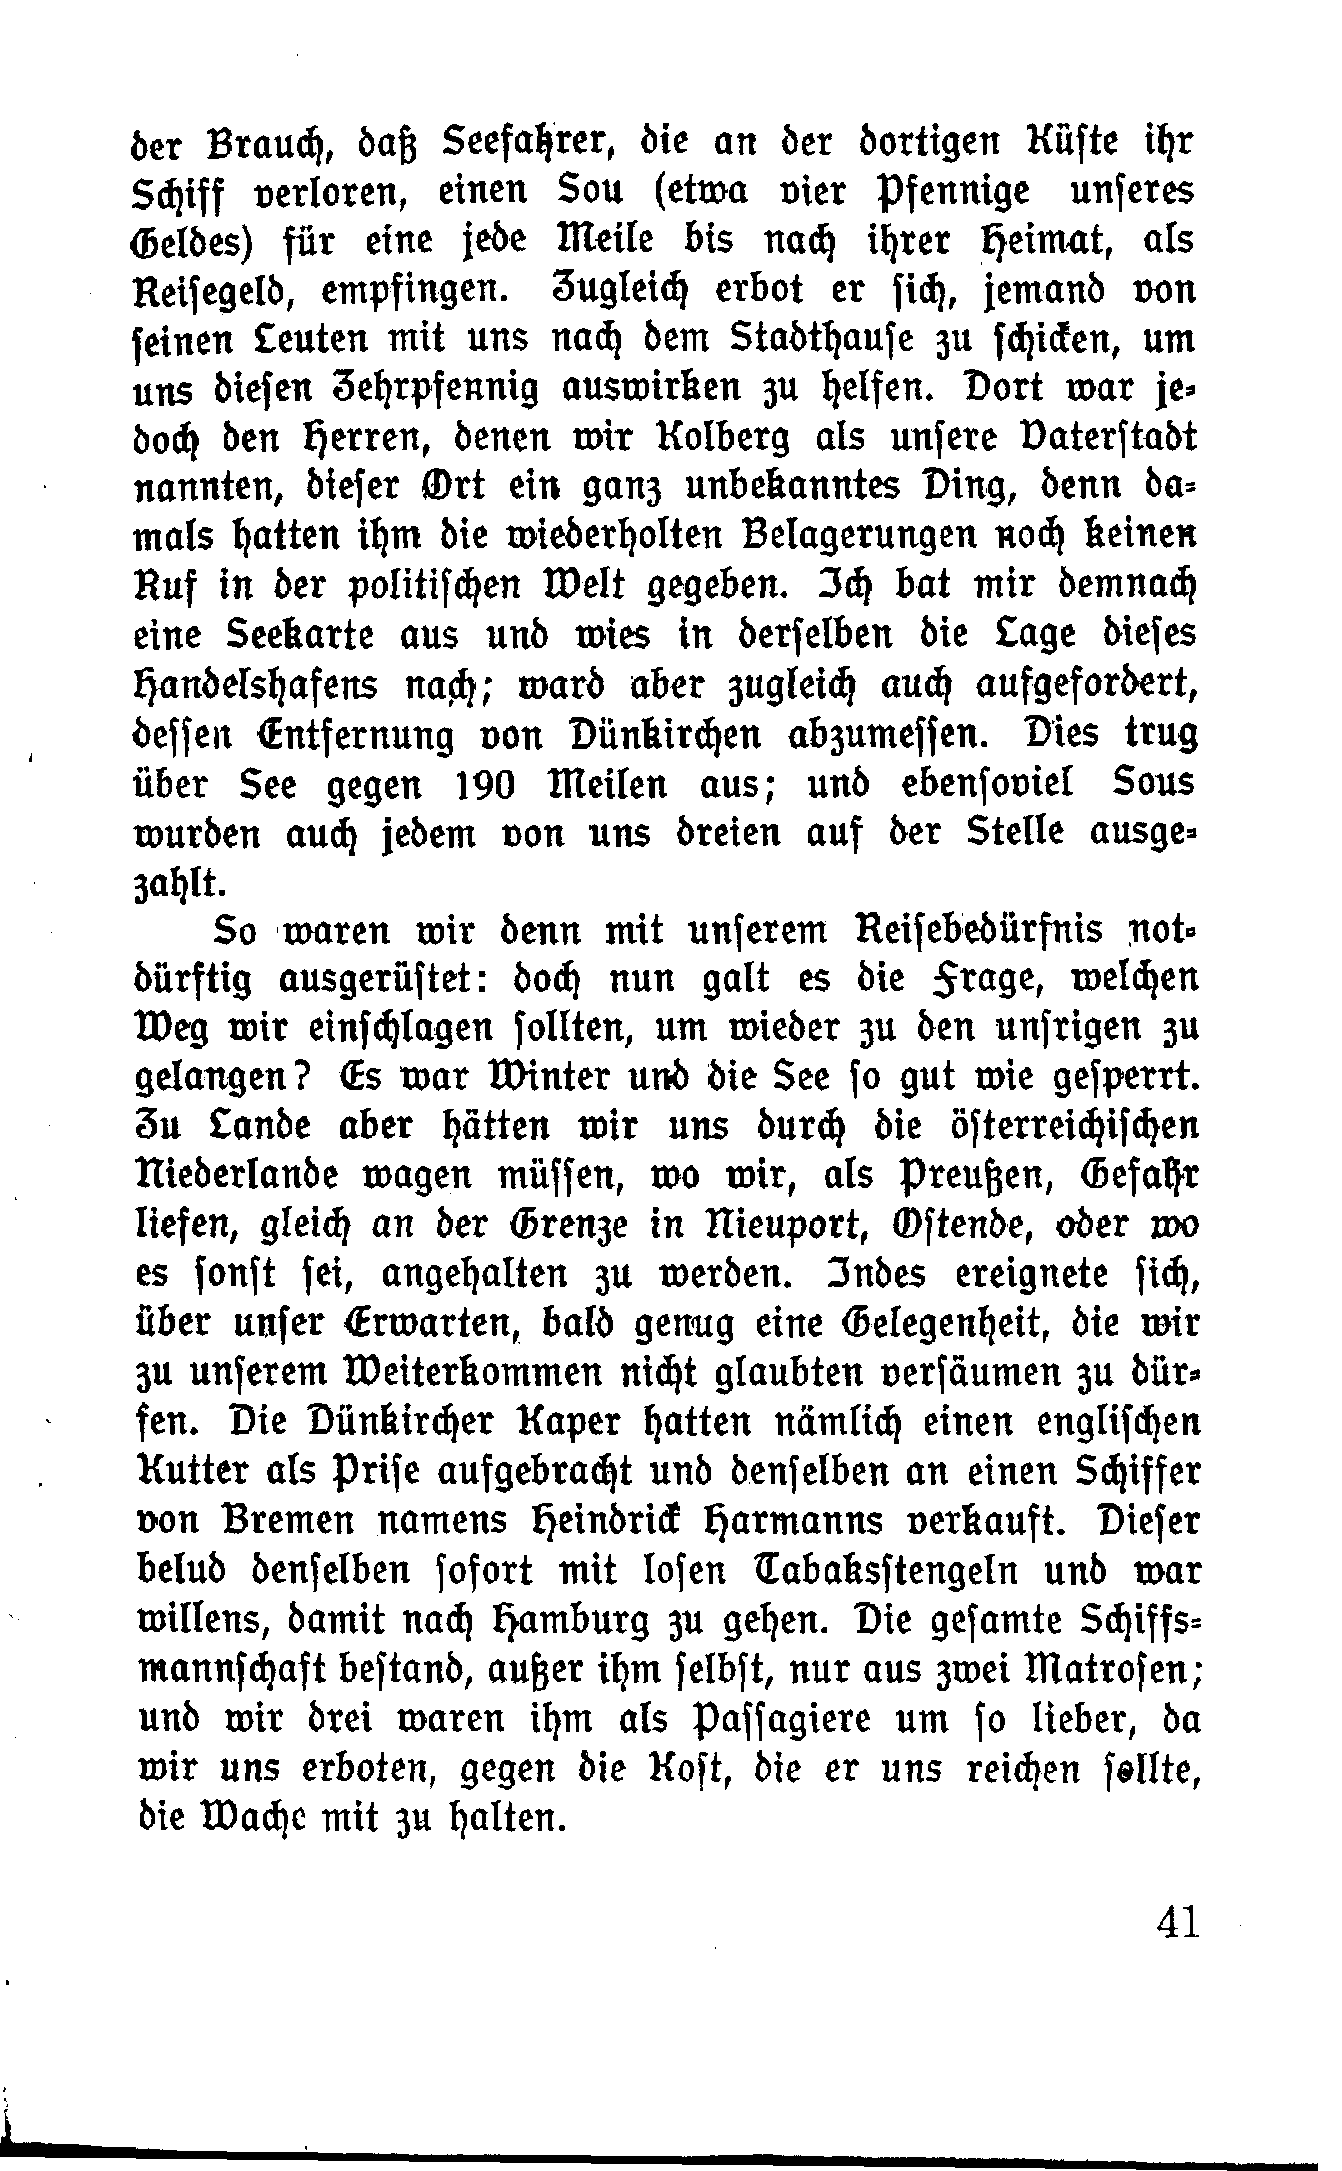 der Brauch, daß Seefahrer, die an der dortigen Küste ihr
Schiff verloren, einen Sou (etwa vier Pfennige unseres
Geldes) für eine jede Meile bis nach ihrer Heimat, als
Reisegeld, empfingen. Zugleich erbot er sich, jemand von
seinen Leuten mit uns nach dem Stadthause zu schicken, um
uns diesen Zehrpfennig auswirken zu helfen. Dort war je-
doch den Herren, denen wir Kolberg als unsere Vaterstadt
nannten, dieser Ort ein ganz unbekanntes Ding, denn da-
mals hatten ihm die wiederholten Belagerungen noch keinen
Ruf in der politischen Welt gegeben. Ich bat mir demnach
eine Seekarte aus und wies in derselben die Lage dieses
Handelshafens nach; ward aber zugleich auch aufgefordert,
dessen Entfernung von Dünkirchen abzumessen. Dies trug
über See gegen 190 Meilen aus; und ebensoviel Sous
wurden auch jedem von uns dreien auf der Stelle ausge-
zahlt.
So waren wir denn mit unserem Reisebedürfnis not-
dürftig ausgerüstet: doch nun galt es die Frage, welchen
Weg wir einschlagen sollten, um wieder zu den unsrigen zu
gelangen? Es war Winter und die See so gut wie gesperrt.
Zu Lande aber hätten wir uns durch die österreichischen
Niederlande wagen müssen, wo wir, als Preußen, Gefahr
liefen, gleich an der Grenze in Nieuport, Ostende, oder wo
es sonst sei, angehalten zu werden. Indes ereignete sich,
über unser Erwarten, bald genug eine Gelegenheit, die wir
zu unserem Weiterkommen nicht glaubten versäumen zu dür-
fen. Die Dünkircher Kaper hatten nämlich einen englischen
Kutter als Prise aufgebracht und denselben an einen Schiffer
von Bremen namens Heindrick Harmanns verkauft. Dieser
belud denselben sofort mit losen Tabaksstengeln und war
willens, damit nach Hamburg zu gehen. Die gesamte Schiffs-
mannschaft bestand, außer ihm selbst, nur aus zwei Matrosen;
und wir drei waren ihm als Passagiere um so lieber, da
wir uns erboten, gegen die Kost, die er uns reichen sollte,
die Wache mit zu halten.
41